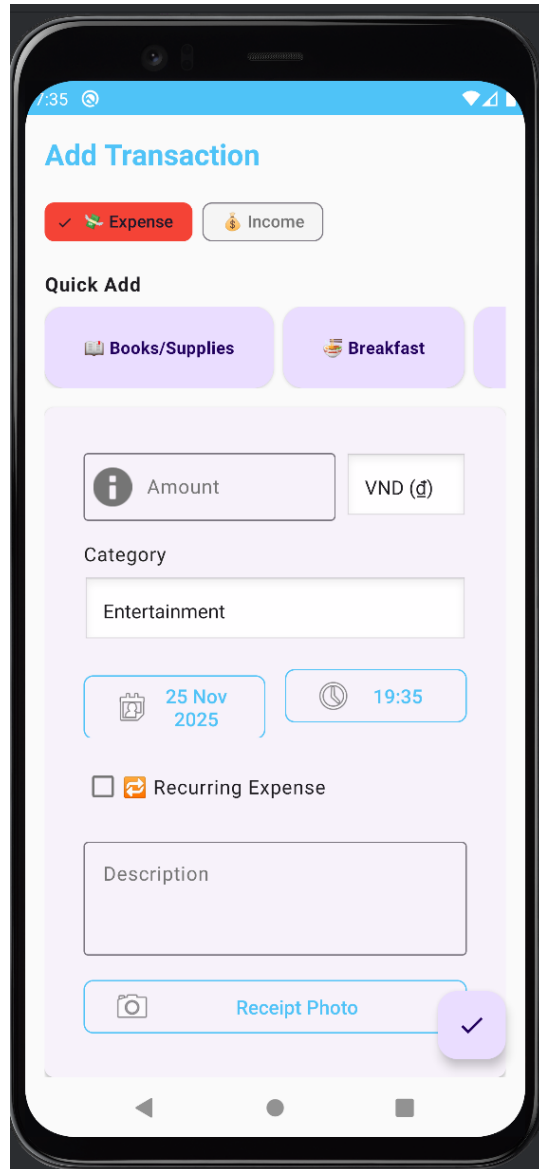 7:35
Add Transaction
Expense
Income
Quick Add
Books/Supplies
Breakfast
Amount
VND (₫)
Category
Entertainment
25 Nov
2025
19:35
Recurring Expense
Description
Receipt Photo